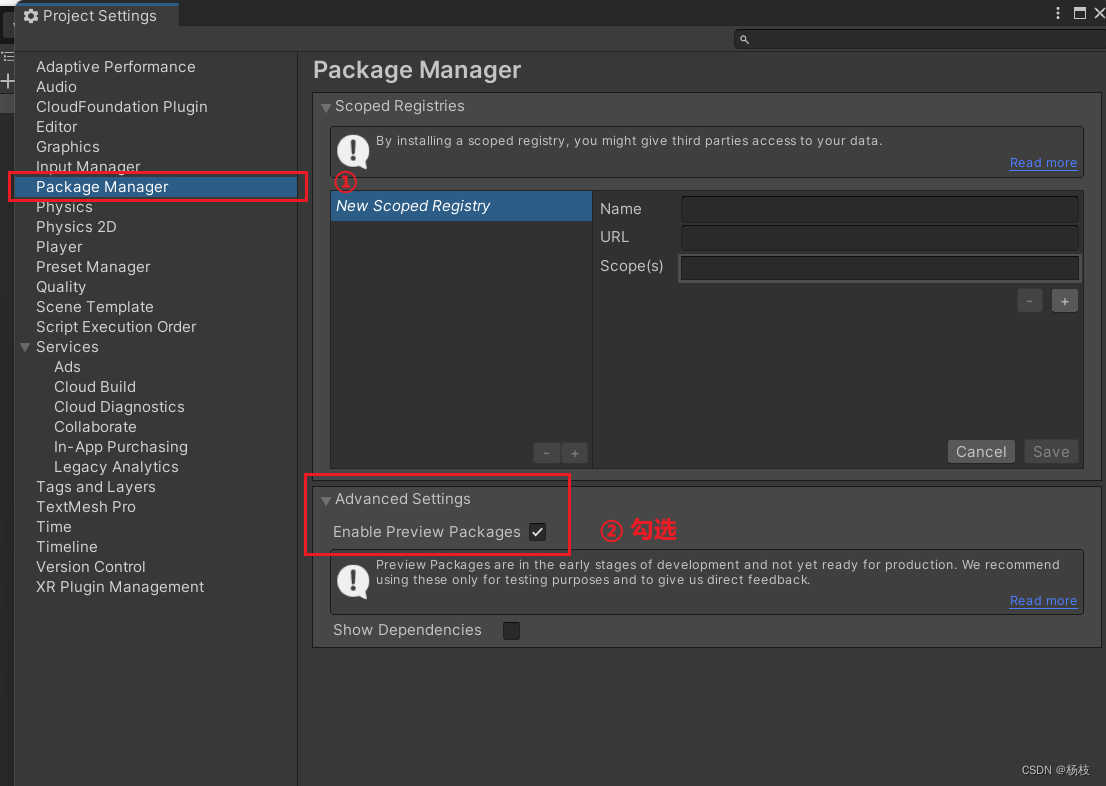 Project Settings
Adaptive Performance
Audio
CloudFoundation Plugin
Editor
Graphics
Input Manager
Package Manager
Physics
Physics 2D
Player
Preset Manager
Quality
Scene Template
Script Execution Order
Services
Ads
Cloud Build
Cloud Diagnostics
Collaborate
In-App Purchasing
Legacy Analytics
Tags and Layers
TextMesh Pro
Time
Timeline
Version Control
XR Plugin Management
Package Manager
Scoped Registries
By installing a scoped registry, you might give third parties access to your data.
Read more
①
New Scoped Registry
Name
URL
Scope(s)
- +
- +
Cancel Save
Advanced Settings
Enable Preview Packages
② 勾选
Preview Packages are in the early stages of development and not yet ready for production. We recommend
using these only for testing purposes and to give us direct feedback.
Read more
Show Dependencies
CSDN @杨枝